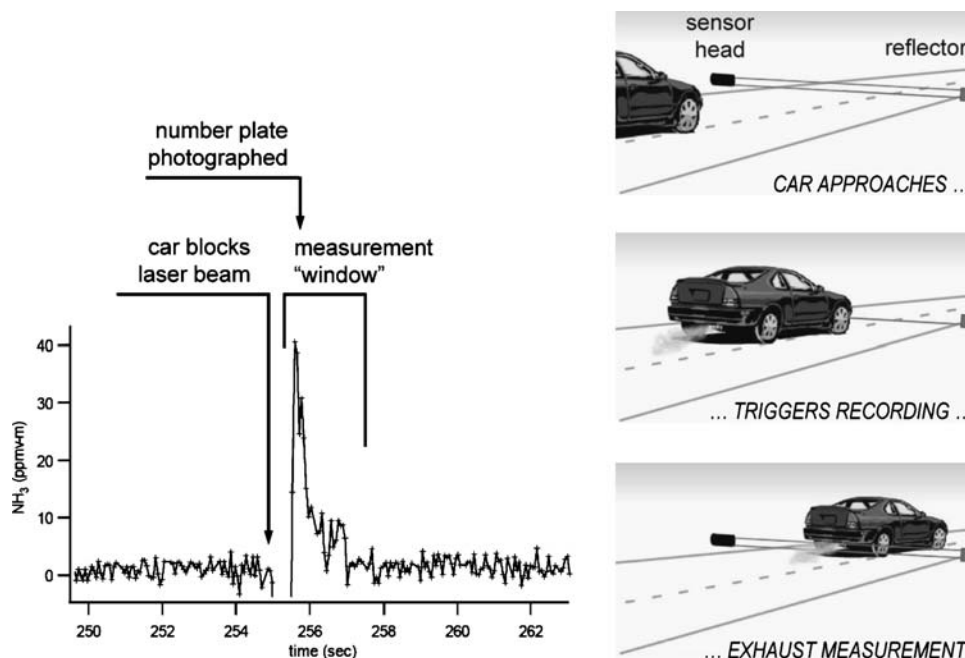 number plate
photographed
car blocks
laser beam
measurement
“window”
NH₃ (ppmv·m)
40
30
20
10
0
250
252
254
256
258
260
262
time (sec)
sensor
head
reflector
CAR APPROACHES ...
... TRIGGERS RECORDING ...
... EXHAUST MEASUREMENT